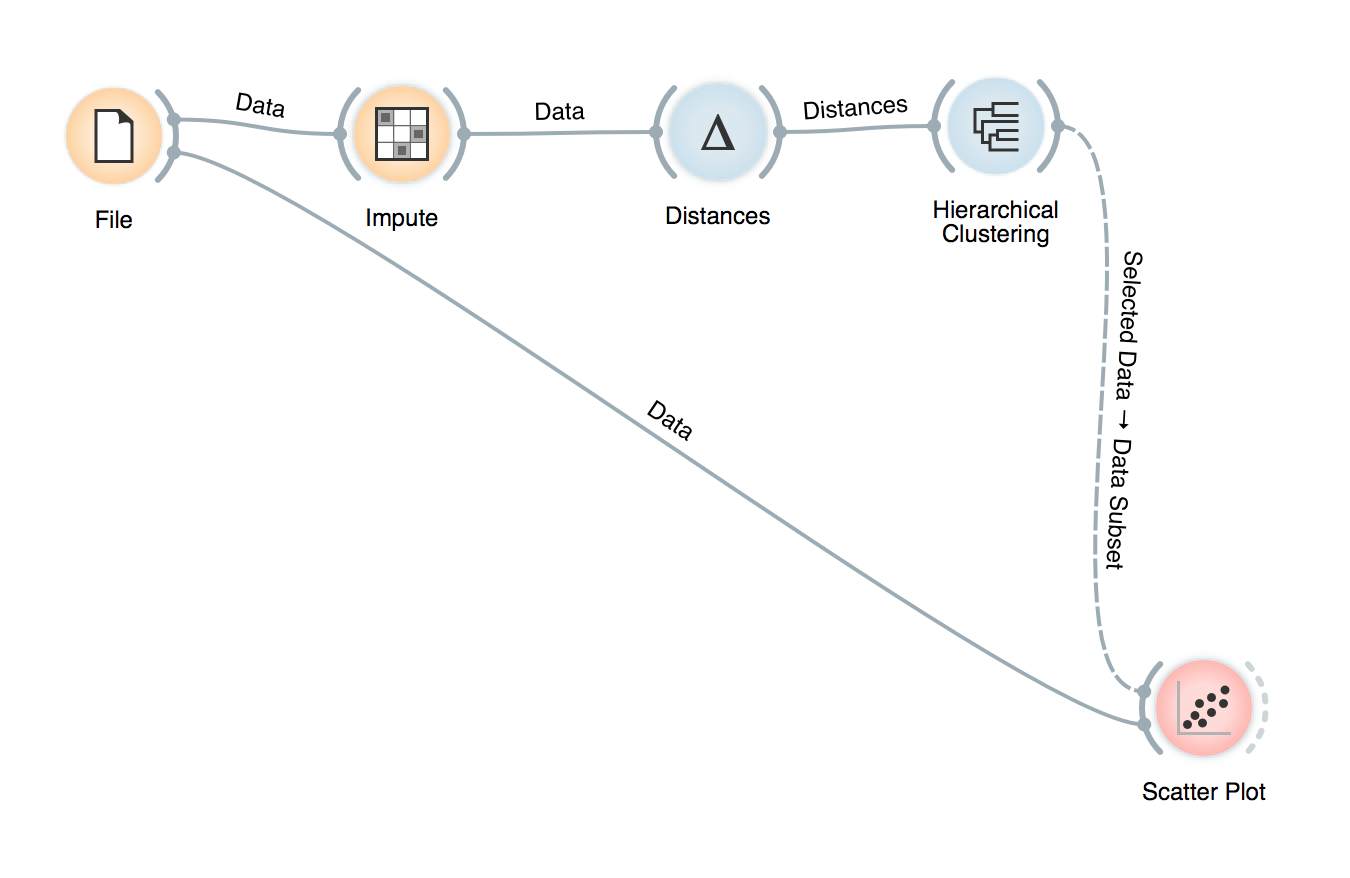 Data
Data
Distances
File
Impute
Distances
Hierarchical
Clustering
Selected Data → Data Subset
Data
Scatter Plot